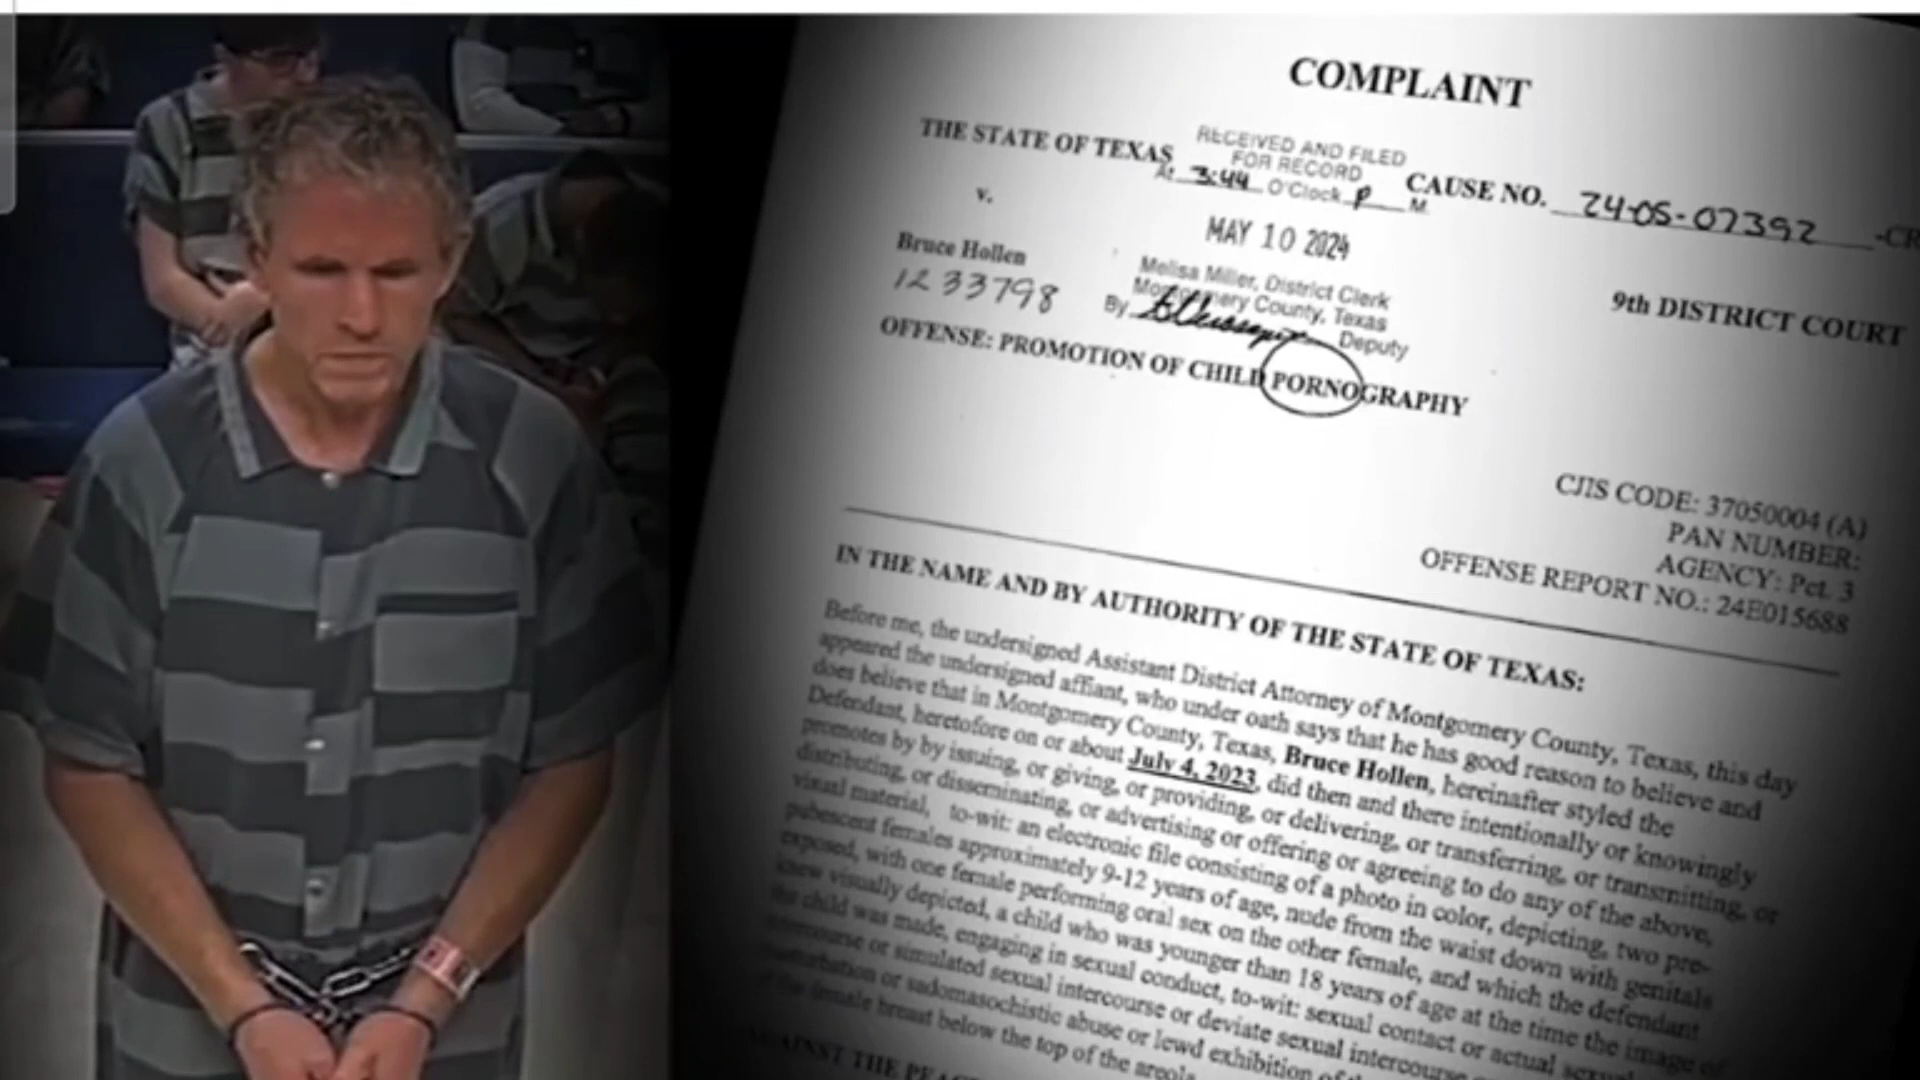 COMPLAINT
THE STATE OF TEXAS
RECEIVED AND FILED
FOR RECORD
At 3:44 O'Clock P M.
CAUSE NO. 24-05-07392 -CR
v.
MAY 10 2024
Bruce Hollen
1233798
Melisa Miller, District Clerk
Montgomery County, Texas
By Deputy
9th DISTRICT COURT
OFFENSE: PROMOTION OF CHILD PORNOGRAPHY
CJIS CODE: 37050004 (A)
PAN NUMBER:
AGENCY: Pct. 3
OFFENSE REPORT NO.: 24E015688
IN THE NAME AND BY AUTHORITY OF THE STATE OF TEXAS:
Before me, the undersigned Assistant District Attorney of Montgomery County, Texas, this day
appeared the undersigned affiant, who under oath says that he has good reason to believe and
does believe that in Montgomery County, Texas, Bruce Hollen, hereinafter styled the
Defendant, heretofore on or about July 4, 2023, did then and there intentionally or knowingly
promotes by by issuing, or giving, or providing, or delivering, or transferring, or transmitting, or
distributing, or disseminating, or advertising or offering or agreeing to do any of the above,
visual material, to-wit: an electronic file consisting of a photo in color, depicting, two pre-
pubescent females approximately 9-12 years of age, nude from the waist down with genitals
exposed, with one female performing oral sex on the other female, and which the defendant
knew visually depicted, a child who was younger than 18 years of age at the time the image of
the child was made, engaging in sexual conduct, to-wit: sexual contact or actual sexual
intercourse or simulated sexual intercourse or deviate sexual intercourse
masturbation or sadomasochistic abuse or lewd exhibition of the
of the female breast below the top of the areola
AGAINST THE PEACE